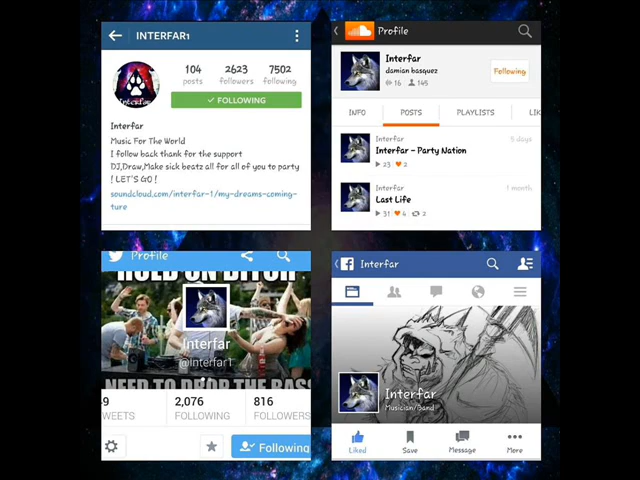 INTERFAR1
104
posts
2623
followers
7502
following
FOLLOWING
Interfar
Interfar
Music For The World
I follow back thank for the support
DJ,Draw,Make sick beatz all for all of you to party
! LET'S GO !
soundcloud.com/interfar-1/my-dreams-coming-
ture
Profile
Interfar
damian basquez
16
145
Following
INFO
POSTS
PLAYLISTS
LIK
Interfar
5 days
Interfar - Party Nation
23
2
Interfar
1 month
Last Life
31
4
2
Profile
HOLD ON BITCH
Interfar
@interfar1
I NEED TO DROP THE BASS
9
WEETS
2,076
FOLLOWING
816
FOLLOWERS
Following
Interfar
Interfar
Musician/Band
Liked
Save
Message
More